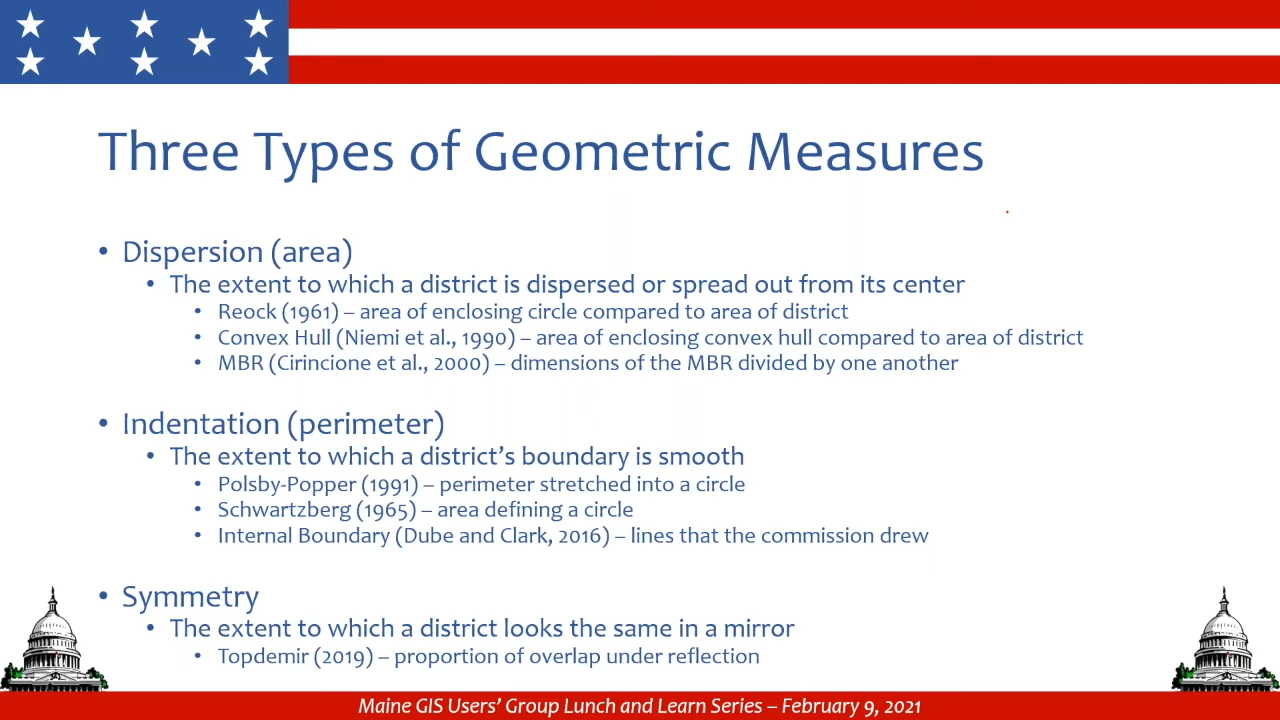 Three Types of Geometric Measures
• Dispersion (area)
• The extent to which a district is dispersed or spread out from its center
• Reock (1961) – area of enclosing circle compared to area of district
• Convex Hull (Niemi et al., 1990) – area of enclosing convex hull compared to area of district
• MBR (Cirincione et al., 2000) – dimensions of the MBR divided by one another
• Indentation (perimeter)
• The extent to which a district's boundary is smooth
• Polsby-Popper (1991) – perimeter stretched into a circle
• Schwartzberg (1965) – area defining a circle
• Internal Boundary (Dube and Clark, 2016) – lines that the commission drew
• Symmetry
• The extent to which a district looks the same in a mirror
• Topdemir (2019) – proportion of overlap under reflection
Maine GIS Users' Group Lunch and Learn Series – February 9, 2021